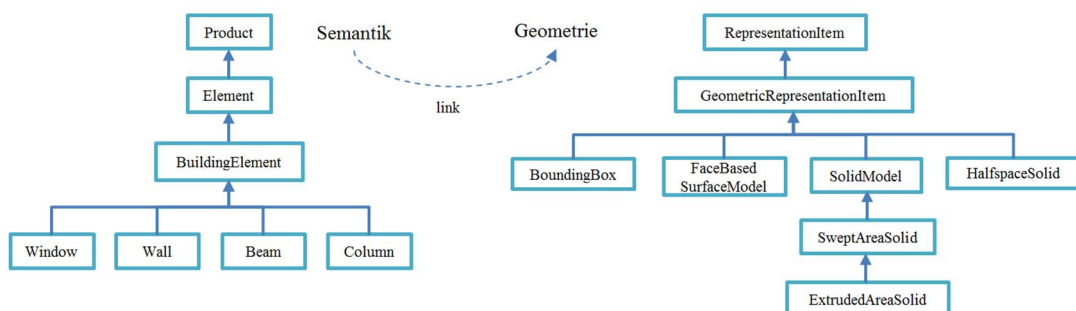 Product
Semantik
Geometrie
RepresentationItem
Element
link
GeometricRepresentationItem
BuildingElement
BoundingBox
FaceBased
SurfaceModel
SolidModel
HalfspaceSolid
Window
Wall
Beam
Column
SweptAreaSolid
ExtrudedAreaSolid